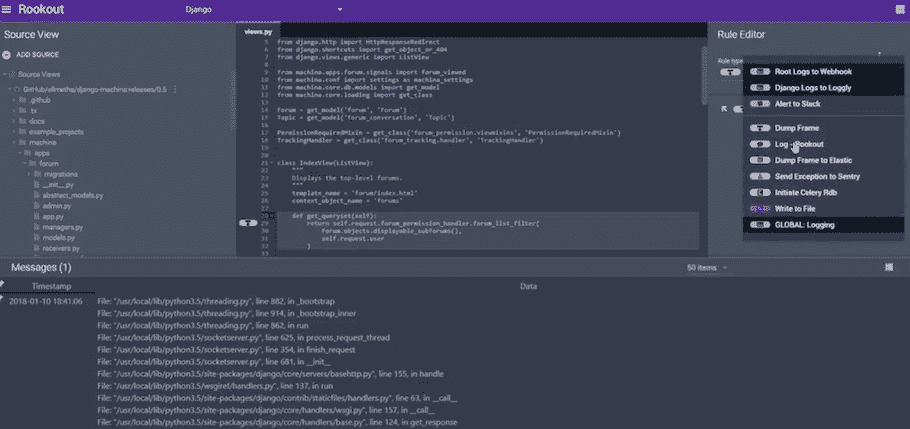 Rookout
Django
Source View
ADD SOURCE
Source Views
GitHub/ellmetha/django-machina:releases/0.5
.github
.tx
docs
example_projects
machina
apps
forum
migrations
__init__.py
abstract_models.py
admin.py
app.py
managers.py
models.py
receivers.py
views.py
5 from django.http import HttpResponseRedirect
6 from django.shortcuts import get_object_or_404
7 from django.views.generic import ListView
8
9 from machina.apps.forum.signals import forum_viewed
10 from machina.conf import settings as machina_settings
11 from machina.core.db.models import get_model
12 from machina.core.loading import get_class
13
14 Forum = get_model('forum', 'Forum')
15 Topic = get_model('forum_conversation', 'Topic')
16
17 PermissionRequiredMixin = get_class('forum_permission.viewmixins', 'PermissionRequiredMixin')
18 TrackingHandler = get_class('forum_tracking.handler', 'TrackingHandler')
19
20
21 class IndexView(ListView):
22 """
23 Displays the top-level forums.
24 """
25 template_name = 'forum/index.html'
26 context_object_name = 'forums'
27
28 def get_queryset(self):
29 return self.request.forum_permission_handler.forum_list_filter(
30 Forum.objects.displayable_subforums(),
31 self.request.user
32 )
33
Rule Editor
Rule type
Root Logs to Webhook
Django Logs to Loggly
Alert to Slack
Dump Frame
Log - Rookout
Dump Frame to Elastic
Send Exception to Sentry
Initiate Celery Rdb
Write to File
GLOBAL: Logging
Messages (1)
50 items
Timestamp
Data
2018-01-10 18:41:06
File: "/usr/local/lib/python3.5/threading.py", line 882, in _bootstrap
File: "/usr/local/lib/python3.5/threading.py", line 914, in _bootstrap_inner
File: "/usr/local/lib/python3.5/threading.py", line 862, in run
File: "/usr/local/lib/python3.5/socketserver.py", line 625, in process_request_thread
File: "/usr/local/lib/python3.5/socketserver.py", line 354, in finish_request
File: "/usr/local/lib/python3.5/socketserver.py", line 681, in __init__
File: "/usr/local/lib/python3.5/site-packages/django/core/servers/basehttp.py", line 155, in handle
File: "/usr/local/lib/python3.5/wsgiref/handlers.py", line 137, in run
File: "/usr/local/lib/python3.5/site-packages/django/contrib/staticfiles/handlers.py", line 63, in __call__
File: "/usr/local/lib/python3.5/site-packages/django/core/handlers/wsgi.py", line 157, in __call__
File: "/usr/local/lib/python3.5/site-packages/django/core/handlers/base.py", line 124, in get_response